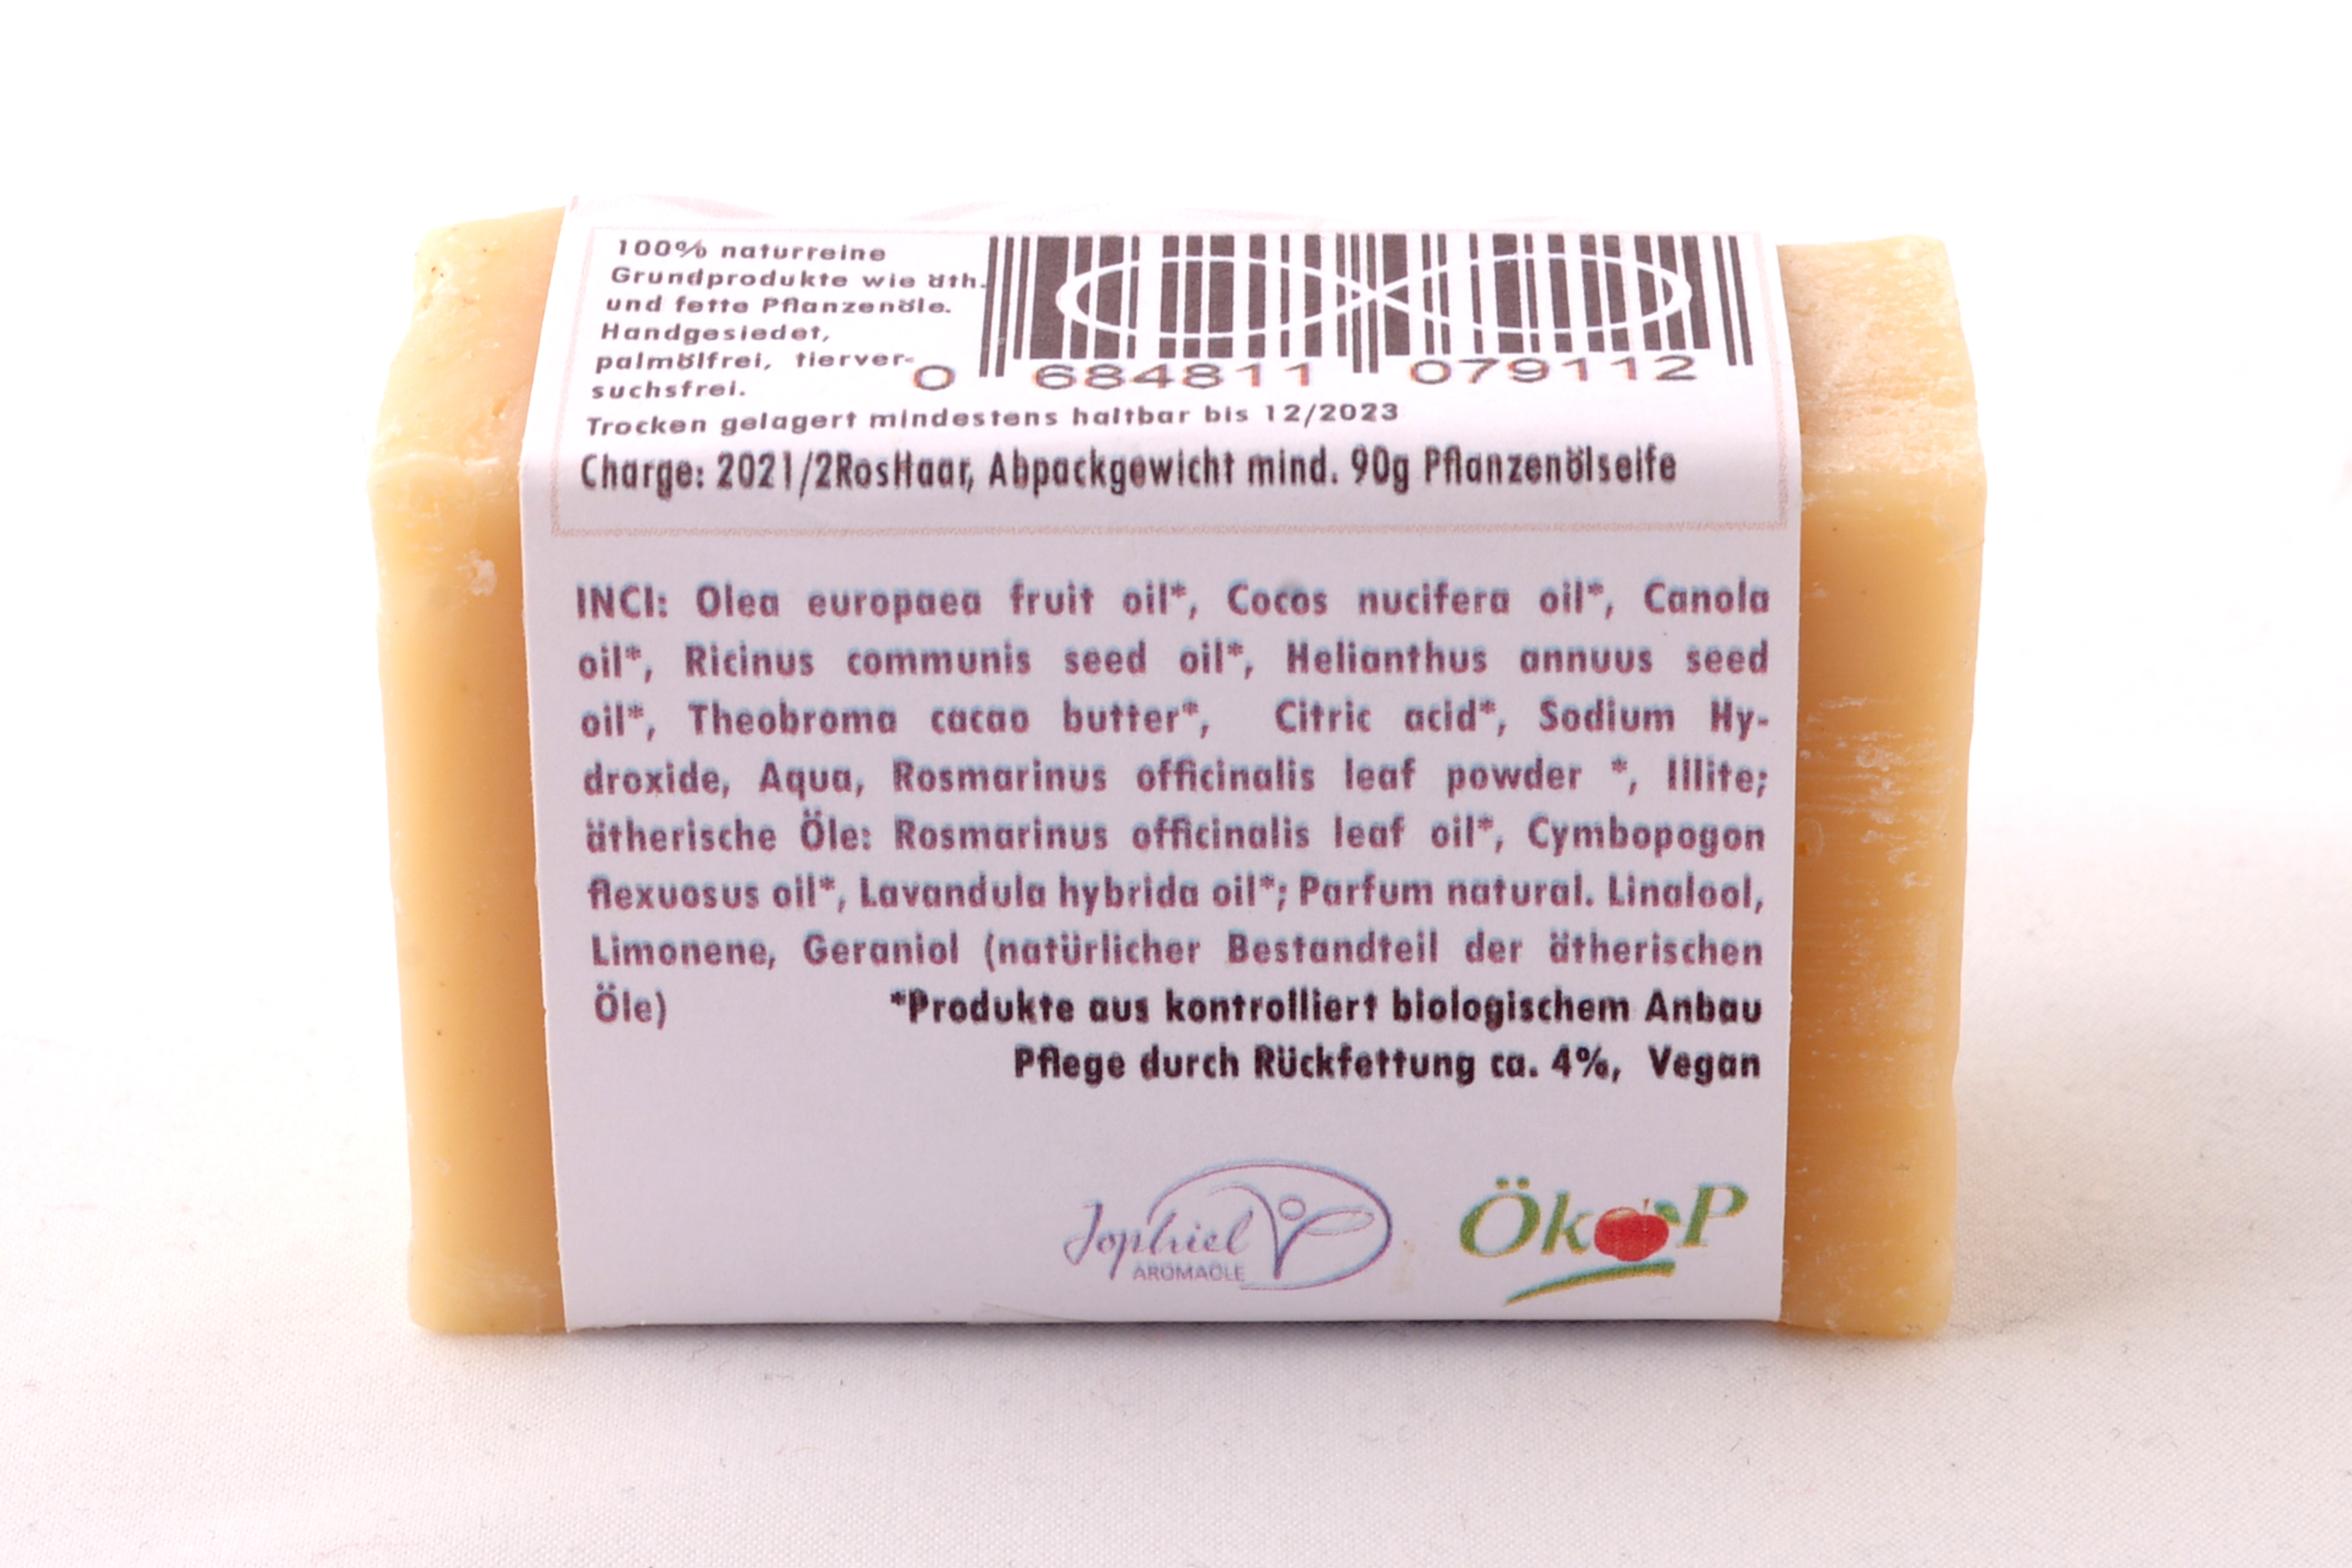 100% naturreine
Grundprodukte wie äth.
und fette Pflanzenöle.
Handgesiedet,
palmölfrei, tierver-
suchsfrei.
0 684811 079112
Trocken gelagert mindestens haltbar bis 12/2023
Charge: 2021/2RosHaar, Abpackgewicht mind. 90g Pflanzenölseife
INCI: Olea europaea fruit oil*, Cocos nucifera oil*, Canola
oil*, Ricinus communis seed oil*, Helianthus annuus seed
oil*, Theobroma cacao butter*, Citric acid*, Sodium Hy-
droxide, Aqua, Rosmarinus officinalis leaf powder *, Illite;
ätherische Öle: Rosmarinus officinalis leaf oil*, Cymbopogon
flexuosus oil*, Lavandula hybrida oil*; Parfum natural. Linalool,
Limonene, Geraniol (natürlicher Bestandteil der ätherischen
Öle) *Produkte aus kontrolliert biologischem Anbau
Pflege durch Rückfettung ca. 4%, Vegan
Jophiel
AROMAÖLE
ÖkoP